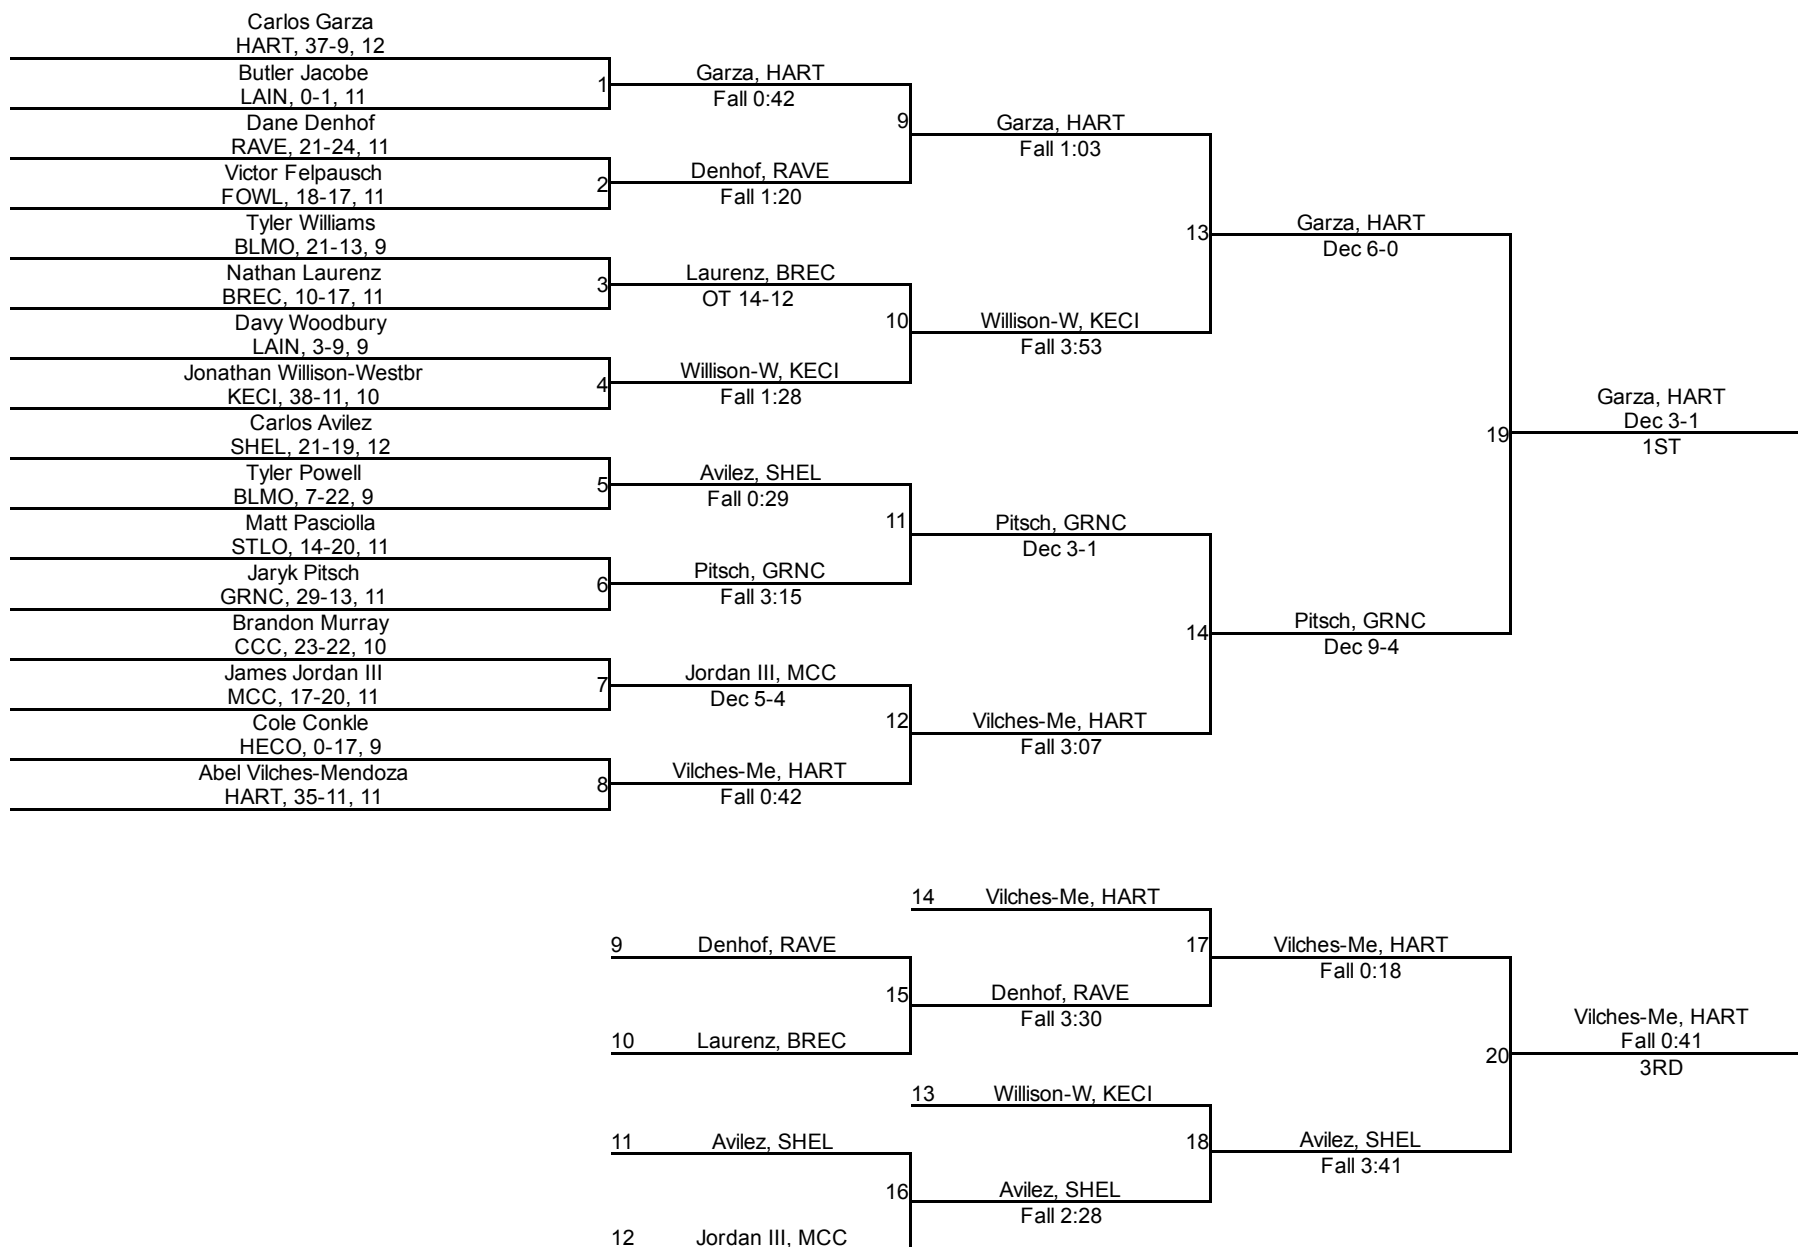 Carlos Garza
HART, 37-9, 12
Butler Jacobe
LAIN, 0-1, 11
1
Garza, HART
Fall 0:42
Dane Denhof
RAVE, 21-24, 11
Victor Felpausch
FOWL, 18-17, 11
2
Denhof, RAVE
Fall 1:20
9
Garza, HART
Fall 1:03
Tyler Williams
BLMO, 21-13, 9
Nathan Laurenz
BREC, 10-17, 11
3
Laurenz, BREC
OT 14-12
Davy Woodbury
LAIN, 3-9, 9
Jonathan Willison-Westbr
KECI, 38-11, 10
4
Willison-W, KECI
Fall 1:28
10
Willison-W, KECI
Fall 3:53
13
Garza, HART
Dec 6-0
Carlos Avilez
SHEL, 21-19, 12
Tyler Powell
BLMO, 7-22, 9
5
Avilez, SHEL
Fall 0:29
Matt Pasciolla
STLO, 14-20, 11
Jaryk Pitsch
GRNC, 29-13, 11
6
Pitsch, GRNC
Fall 3:15
11
Pitsch, GRNC
Dec 3-1
Brandon Murray
CCC, 23-22, 10
James Jordan III
MCC, 17-20, 11
7
Jordan III, MCC
Dec 5-4
Cole Conkle
HECO, 0-17, 9
Abel Vilches-Mendoza
HART, 35-11, 11
8
Vilches-Me, HART
Fall 0:42
12
Vilches-Me, HART
Fall 3:07
14
Pitsch, GRNC
Dec 9-4
19
Garza, HART
Dec 3-1
1ST
14 Vilches-Me, HART
9 Denhof, RAVE
10 Laurenz, BREC
15
Denhof, RAVE
Fall 3:30
17
Vilches-Me, HART
Fall 0:18
13 Willison-W, KECI
11 Avilez, SHEL
12 Jordan III, MCC
16
Avilez, SHEL
Fall 2:28
18
Avilez, SHEL
Fall 3:41
20
Vilches-Me, HART
Fall 0:41
3RD